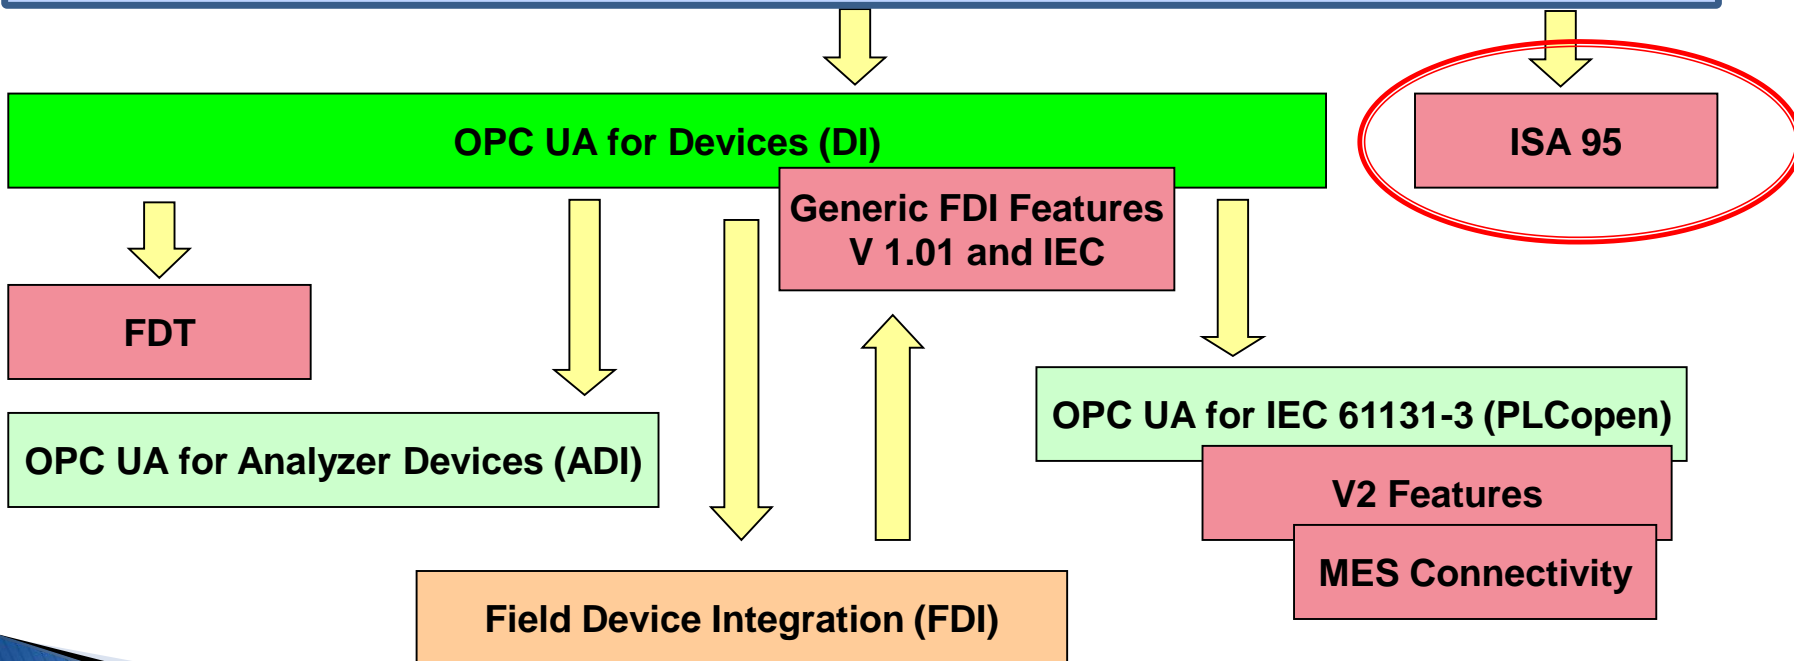 OPC UA for Devices (DI)
ISA 95
Generic FDI Features
V 1.01 and IEC
FDT
OPC UA for IEC 61131-3 (PLCopen)
OPC UA for Analyzer Devices (ADI)
V2 Features
MES Connectivity
Field Device Integration (FDI)